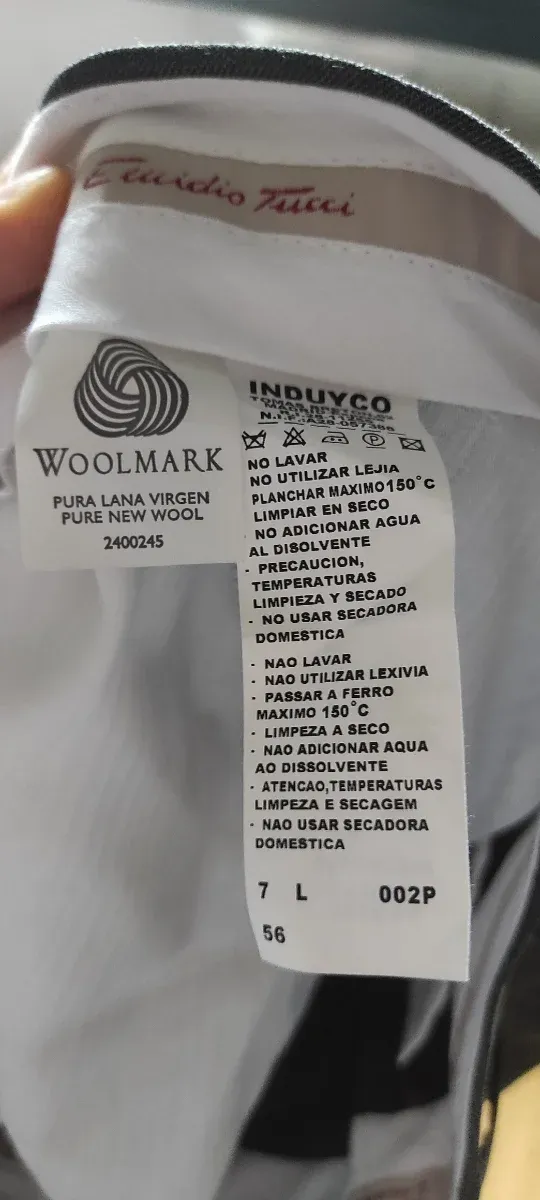 Emidio Tucci
WOOLMARK
PURA LANA VIRGEN
PURE NEW WOOL
2400245
INDUYCO
NO LAVAR
NO UTILIZAR LEJIA
PLANCHAR MAXIMO150°C
LIMPIAR EN SECO
NO ADICIONAR AGUA
AL DISOLVENTE
- PRECAUCION,
TEMPERATURAS
LIMPIEZA Y SECADO
- NO USAR SECADORA
DOMESTICA
- NAO LAVAR
- NAO UTILIZAR LEXIVIA
- PASSAR A FERRO
MAXIMO 150°C
- LIMPEZA A SECO
- NAO ADICIONAR AQUA
AO DISSOLVENTE
- ATENCAO,TEMPERATURAS
LIMPEZA E SECAGEM
- NAO USAR SECADORA
DOMESTICA
7 L 002P
56